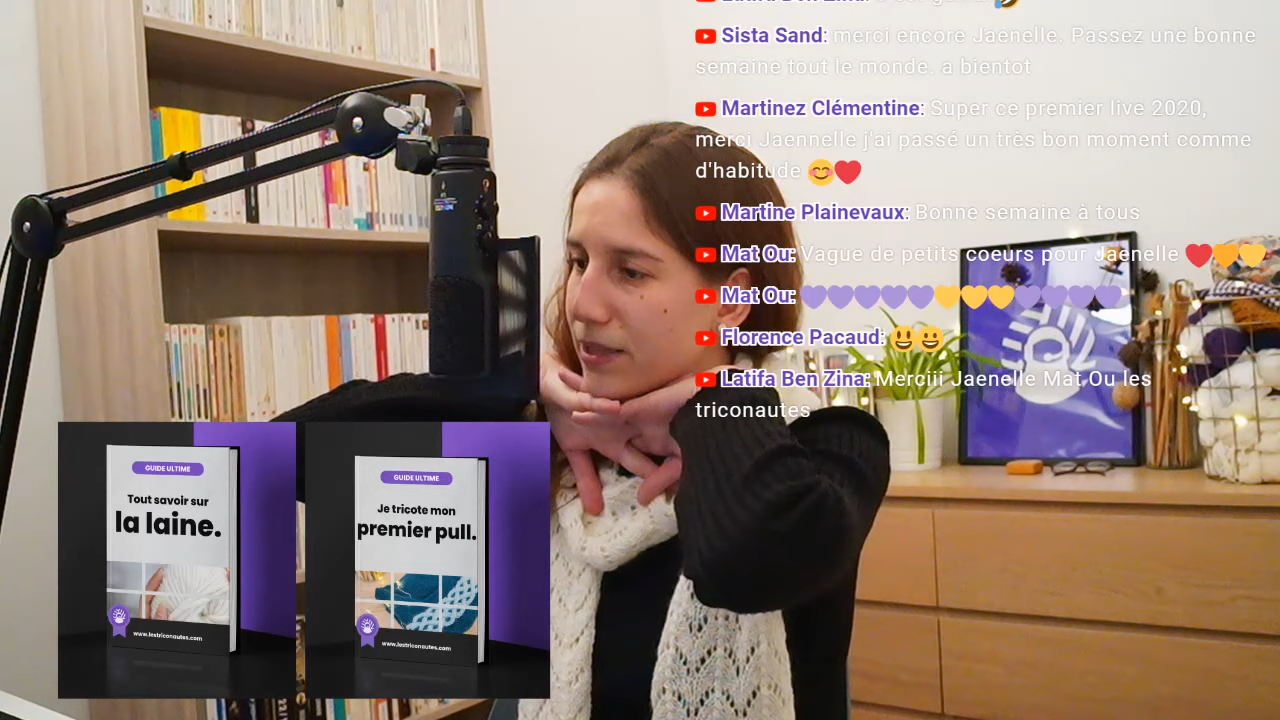 Sista Sand: merci encore Jaenelle. Passez une bonne
semaine tout le monde. a bientot
Martinez Clémentine: Super ce premier live 2020,
merci Jaennelle j'ai passé un très bon moment comme
d'habitude 😊❤️
Martine Plainevaux: Bonne semaine à tous
Mat Ou: Vague de petits coeurs pour Jaenelle ❤️🧡💛
Mat Ou: 💜💜💜💜💜💛💛💛💜💜💜💜
Florence Pacaud: 😃😀
Latifa Ben Zina: Merciii Jaenelle Mat Ou les
triconautes
GUIDE ULTIME
Tout savoir sur
la laine.
www.lestriconautes.com
GUIDE ULTIME
Je tricote mon
premier pull.
www.lestriconautes.com